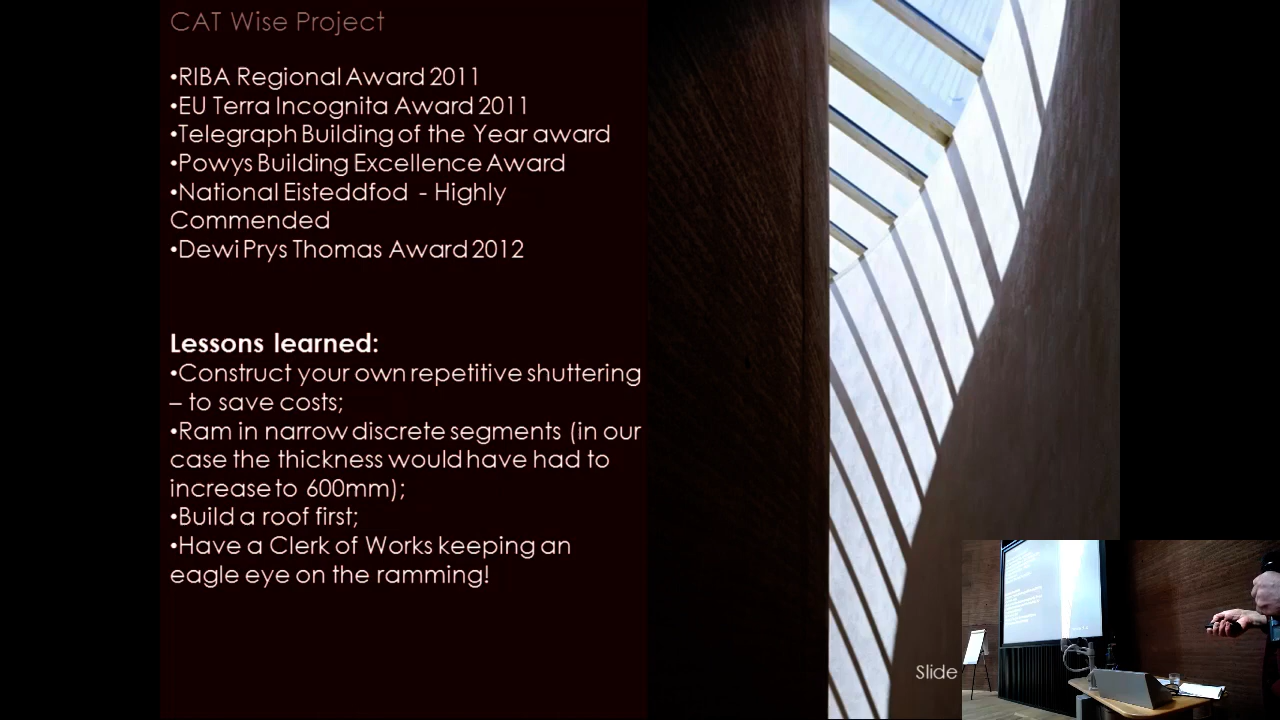 CAT Wise Project
•RIBA Regional Award 2011
•EU Terra Incognita Award 2011
•Telegraph Building of the Year award
•Powys Building Excellence Award
•National Eisteddfod - Highly
Commended
•Dewi Prys Thomas Award 2012
Lessons learned:
•Construct your own repetitive shuttering
– to save costs;
•Ram in narrow discrete segments (in our
case the thickness would have had to
increase to 600mm);
•Build a roof first;
•Have a Clerk of Works keeping an
eagle eye on the ramming!
Slide